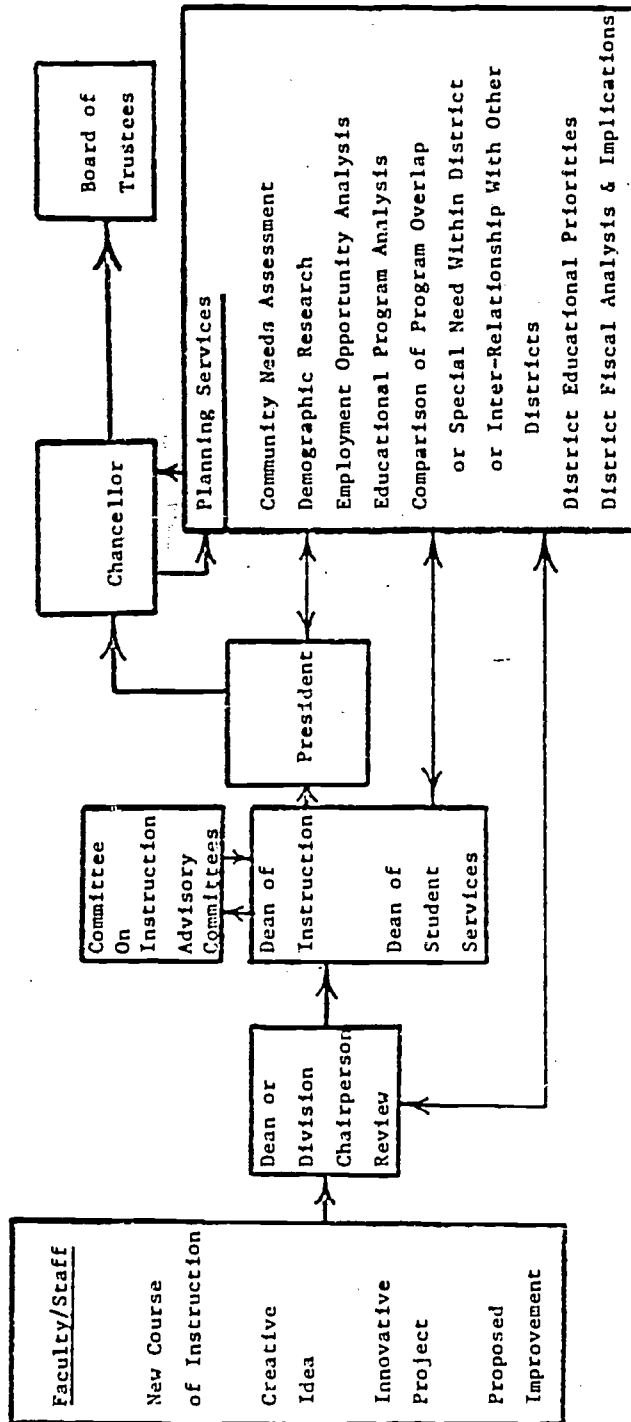 Faculty/Staff
New Course
of Instruction
Creative
Idea
Innovative
Project
Proposed
Improvement
Dean or
Division
Chairperson
Review
Committee
On
Instruction
Advisory
Committees
Dean of
Instruction
Dean of
Student
Services
President
Chancellor
Board of
Trustees
Planning Services
Community Needs Assessment
Demographic Research
Employment Opportunity Analysis
Educational Program Analysis
Comparison of Program Overlap
or Special Need Within District
or Inter-Relationship With Other
Districts
District Educational Priorities
District Fiscal Analysis & Implications